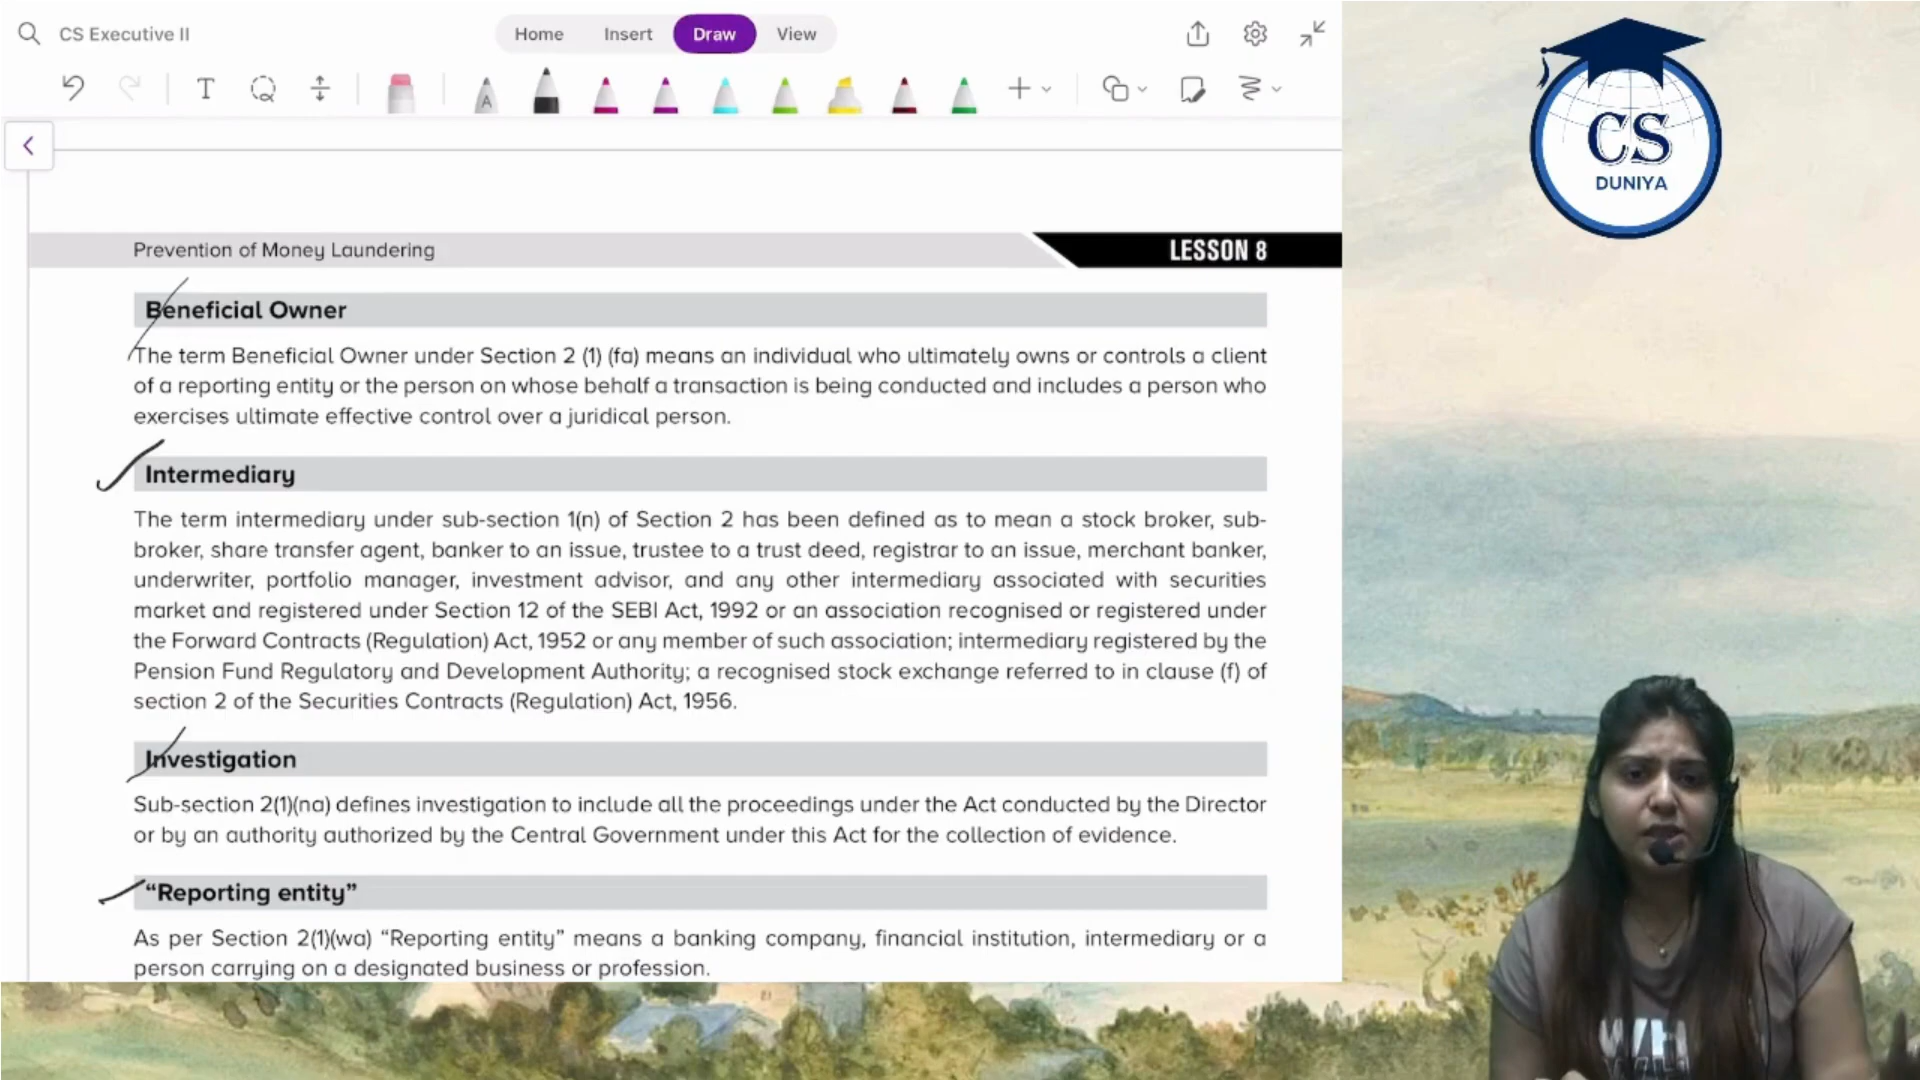 CS Executive II
Home Insert Draw View
T
A
CS
DUNIYA
Prevention of Money Laundering
LESSON 8
Beneficial Owner
The term Beneficial Owner under Section 2 (1) (fa) means an individual who ultimately owns or controls a client
of a reporting entity or the person on whose behalf a transaction is being conducted and includes a person who
exercises ultimate effective control over a juridical person.
Intermediary
The term intermediary under sub-section 1(n) of Section 2 has been defined as to mean a stock broker, sub-
broker, share transfer agent, banker to an issue, trustee to a trust deed, registrar to an issue, merchant banker,
underwriter, portfolio manager, investment advisor, and any other intermediary associated with securities
market and registered under Section 12 of the SEBI Act, 1992 or an association recognised or registered under
the Forward Contracts (Regulation) Act, 1952 or any member of such association; intermediary registered by the
Pension Fund Regulatory and Development Authority; a recognised stock exchange referred to in clause (f) of
section 2 of the Securities Contracts (Regulation) Act, 1956.
Investigation
Sub-section 2(1)(na) defines investigation to include all the proceedings under the Act conducted by the Director
or by an authority authorized by the Central Government under this Act for the collection of evidence.
“Reporting entity”
As per Section 2(1)(wa) “Reporting entity” means a banking company, financial institution, intermediary or a
person carrying on a designated business or profession.